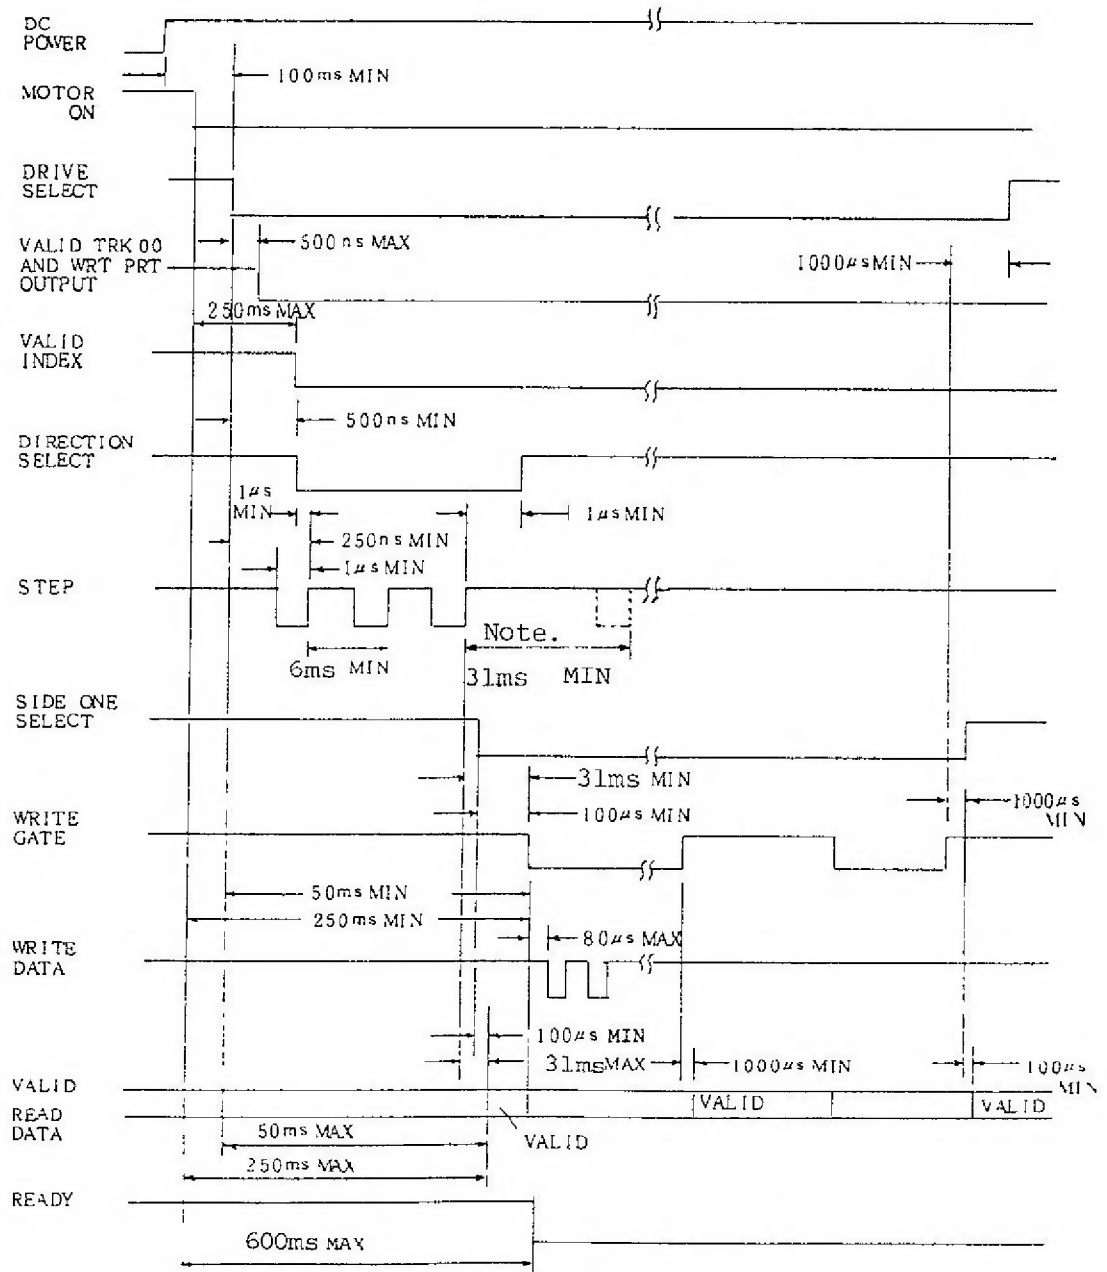 DC
POWER
100ms MIN
MOTOR
ON
DRIVE
SELECT
500ns MAX
VALID TRK 00
AND WRT PRT
OUTPUT
1000μs MIN
250ms MAX
VALID
INDEX
500ns MIN
DIRECTION
SELECT
1μs
MIN
1μs MIN
250ns MIN
1μs MIN
STEP
Note.
6ms MIN
31ms MIN
SIDE ONE
SELECT
31ms MIN
100μs MIN
1000μs
MIN
WRITE
GATE
50ms MIN
250ms MIN
80μs MAX
WRITE
DATA
100μs MIN
31ms MAX
1000μs MIN
100μs
MIN
VALID
READ
DATA
VALID
VALID
VALID
50ms MAX
250ms MAX
READY
600ms MAX